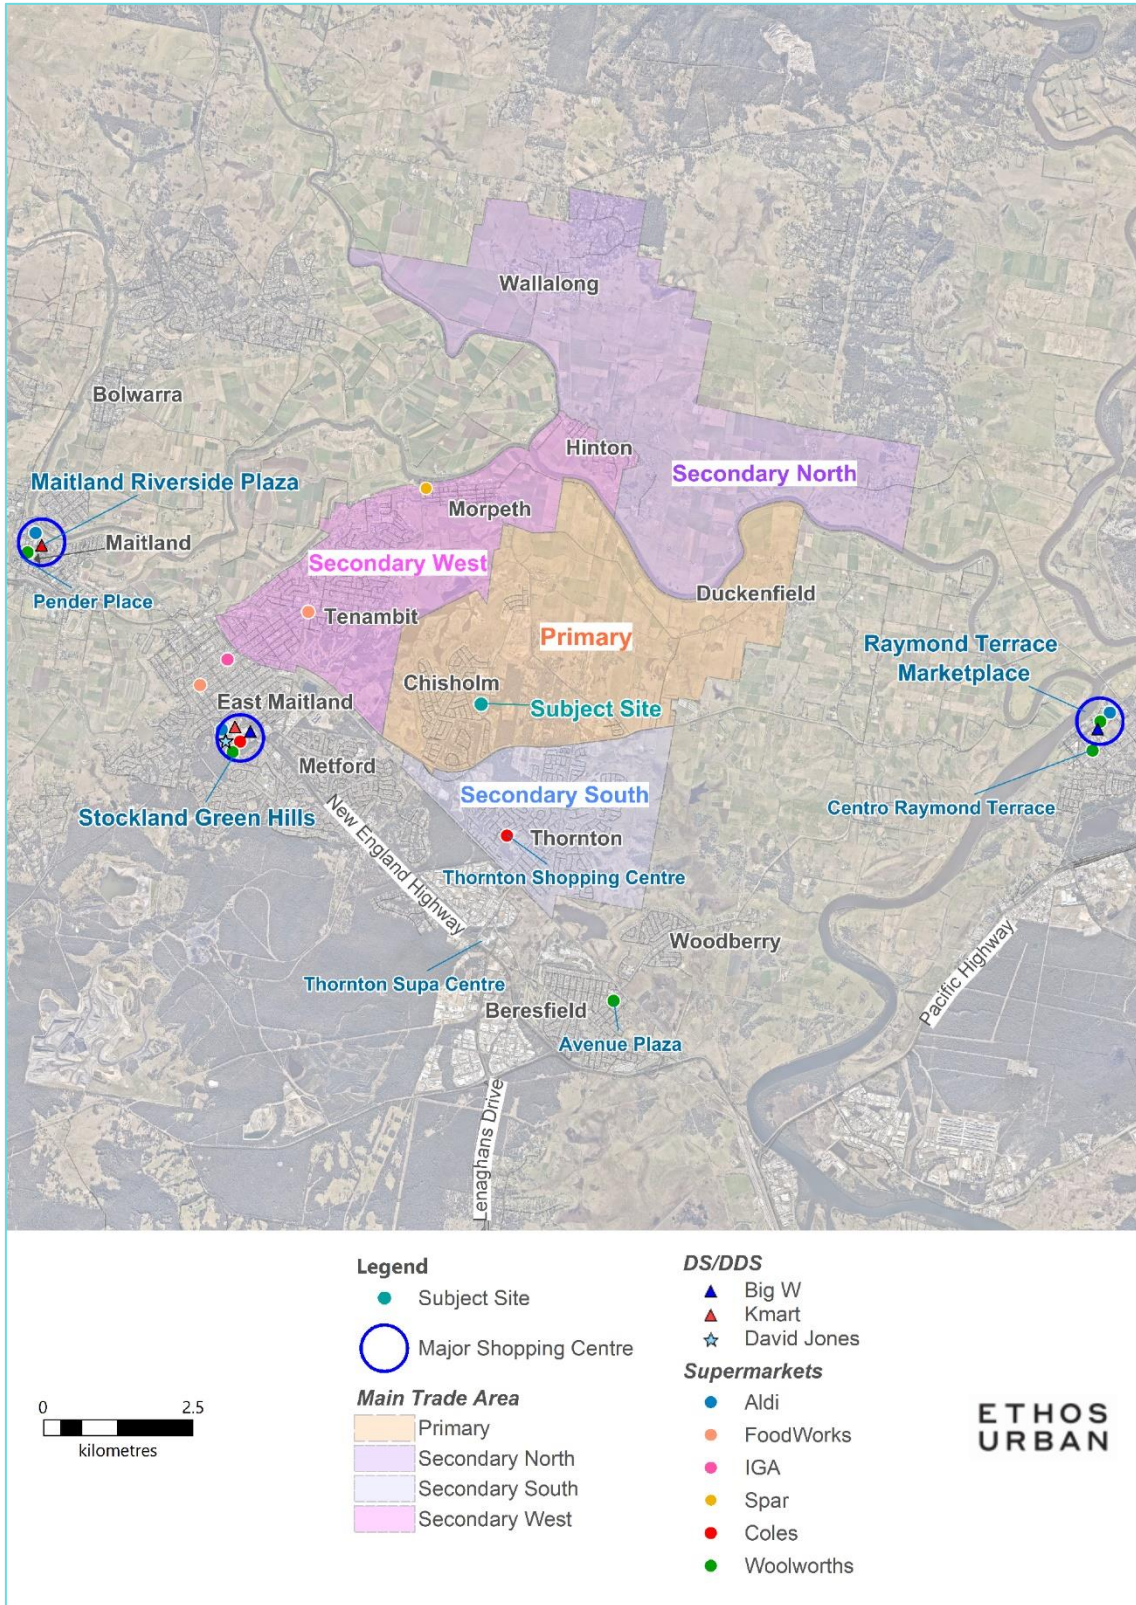 Wallalong
Bolwarra
Hinton
Maitland Riverside Plaza
Secondary North
Morpeth
Maitland
Secondary West
Pender Place
Duckenfield
Tenambit
Primary
Raymond Terrace
Marketplace
Chisholm
East Maitland
Subject Site
Metford
Secondary South
Stockland Green Hills
Centro Raymond Terrace
New England Highway
Thornton
Thornton Shopping Centre
Woodberry
Pacific Highway
Thornton Supa Centre
Beresfield
Avenue Plaza
Lenaghans Drive
Legend
Subject Site
Major Shopping Centre
Main Trade Area
Primary
Secondary North
Secondary South
Secondary West
DS/DDS
Big W
Kmart
David Jones
Supermarkets
Aldi
FoodWorks
IGA
Spar
Coles
Woolworths
0 2.5
kilometres
ETHOS
URBAN